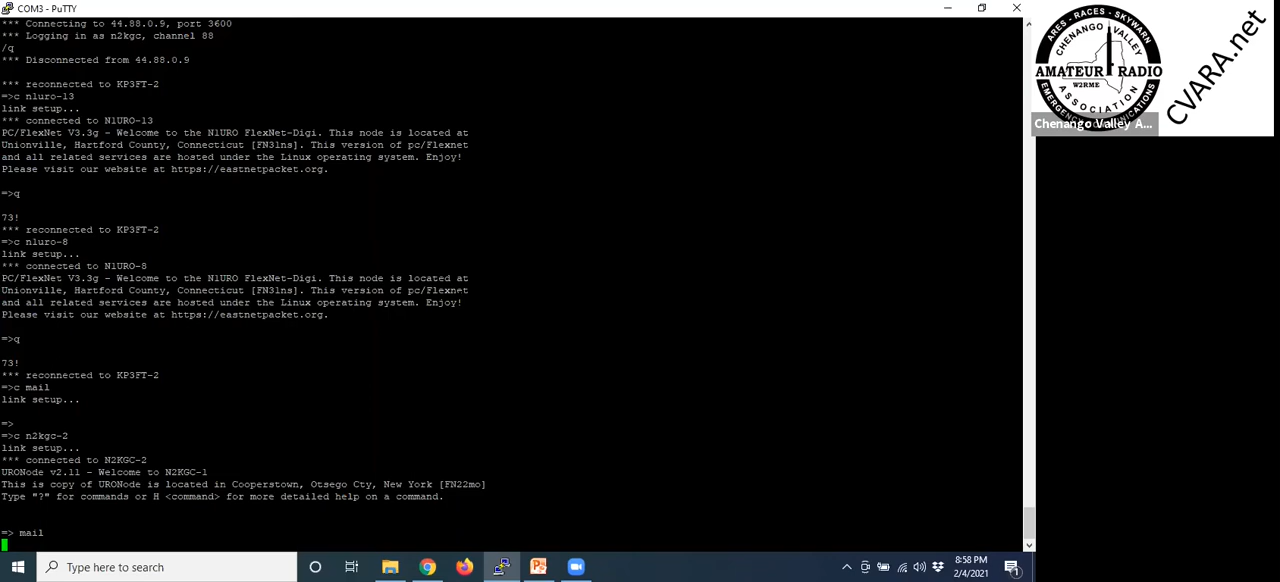 COM3 - PuTTY
*** Connecting to 44.88.0.9, port 3600
*** Logging in as n2kgc, channel 88
/q
*** Disconnected from 44.88.0.9
*** reconnected to KP3FT-2
=>c n1uro-13
link setup...
*** connected to N1URO-13
PC/FlexNet V3.3g - Welcome to the N1URO FlexNet-Digi. This node is located at
Unionville, Hartford County, Connecticut [FN31ns]. This version of pc/Flexnet
and all related services are hosted under the Linux operating system. Enjoy!
Please visit our website at https://eastnetpacket.org.
=>q
73!
*** reconnected to KP3FT-2
=>c n1uro-8
link setup...
*** connected to N1URO-8
PC/FlexNet V3.3g - Welcome to the N1URO FlexNet-Digi. This node is located at
Unionville, Hartford County, Connecticut [FN31ns]. This version of pc/Flexnet
and all related services are hosted under the Linux operating system. Enjoy!
Please visit our website at https://eastnetpacket.org.
=>q
73!
*** reconnected to KP3FT-2
=>c mail
link setup...
=>
=>c n2kgc-2
link setup...
*** connected to N2KGC-2
URONode v2.11 - Welcome to N2KGC-1
This is copy of URONode is located in Cooperstown, Otsego Cty, New York [FN22mo]
Type "?" for commands or H <command> for more detailed help on a command.
=> mail
ARES - RACES - SKYWARN
CHENANGO VALLEY
AMATEUR RADIO
W2RME
ASSOCIATION
EMERGENCY COMMUNICATIONS
CVARA.net
Chenango Valley A...
Type here to search
8:58 PM
2/4/2021
1